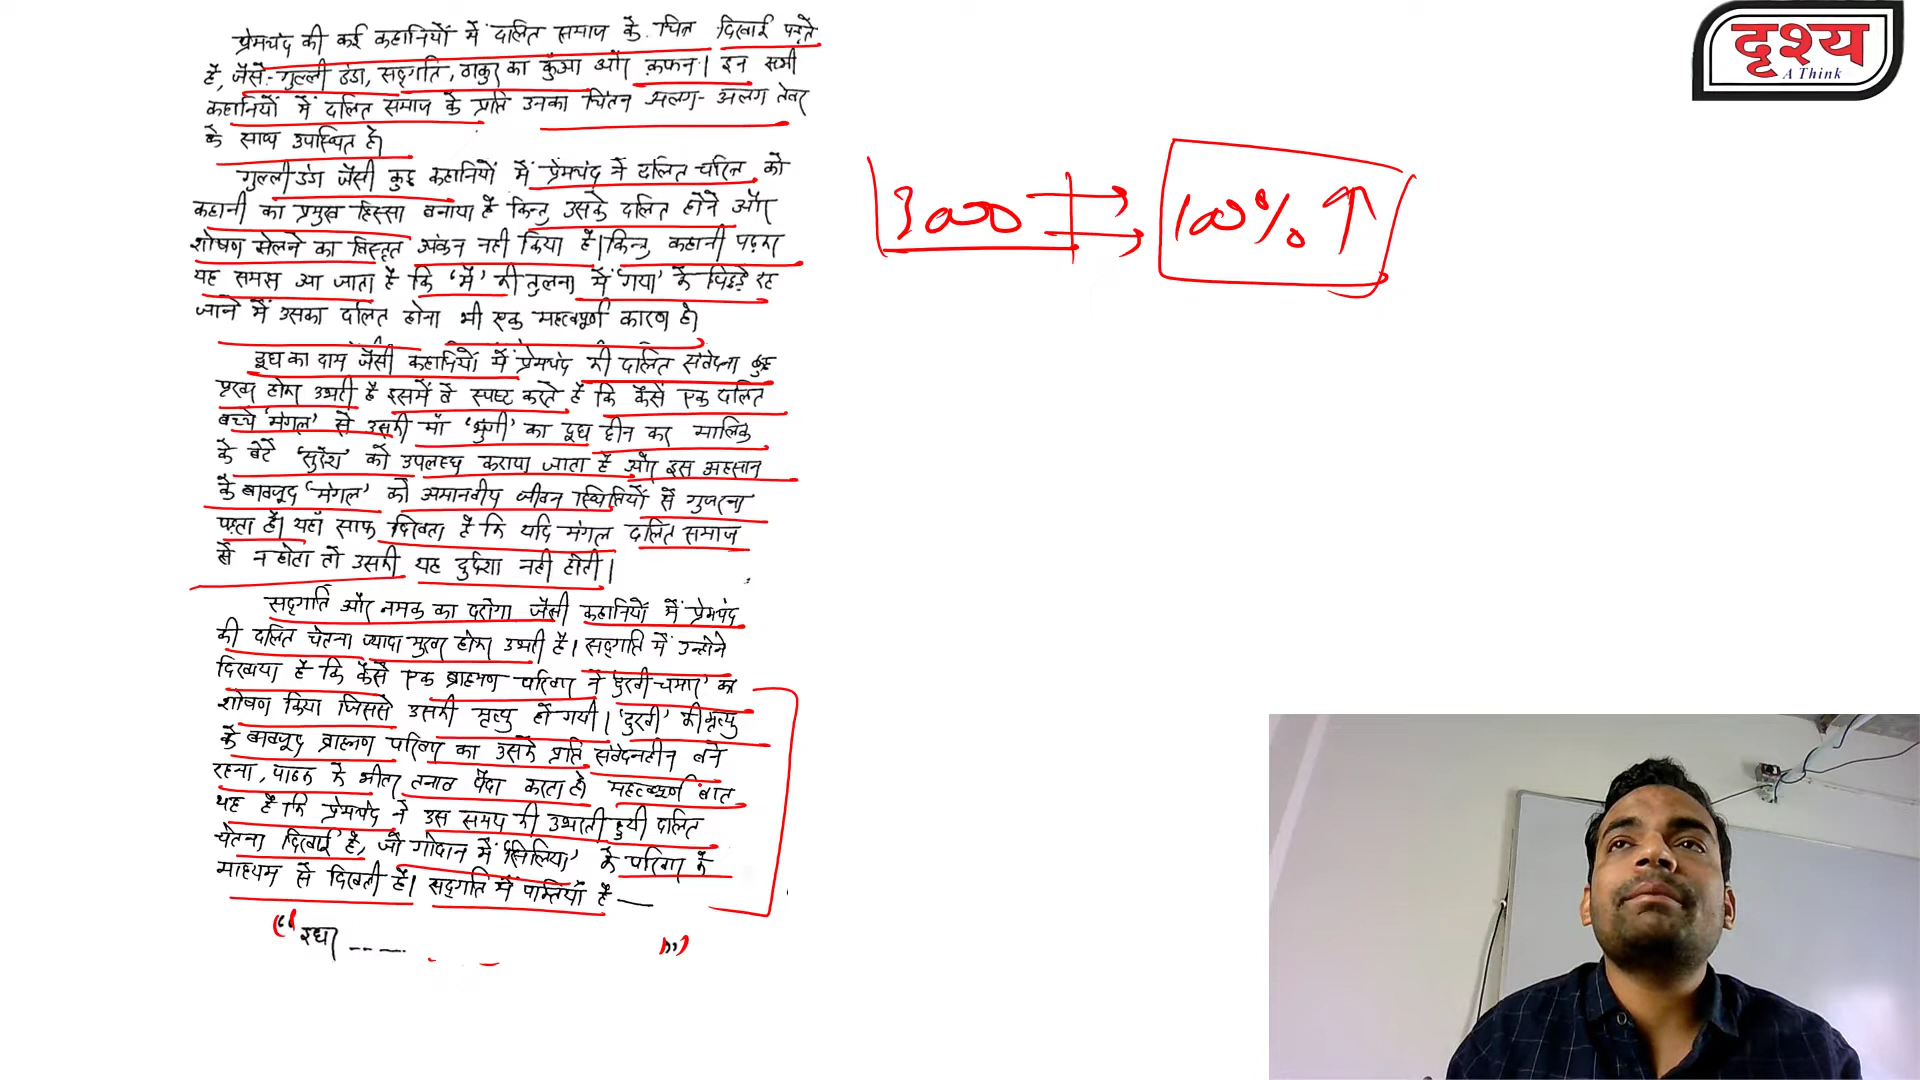 प्रेमचंद की कई कहानियों में दलित समाज के चित्र दिखाई पड़ते
है, जैसे:- गुल्ली डंडा, सद्गति, ठाकुर का कुँआ और क़फन। इन सभी
कहानियों में दलित समाज के प्रति उनका चिंतन अलग-अलग तेवर
के साथ उपस्थित है।
गुल्ली डंडा जैसी कुछ कहानियों में प्रेमचंद ने दलित चरित्र को
कहानी का प्रमुख हिस्सा बनाया है किन्तु उसके दलित होने और
शोषण झेलने का विस्तृत अंकन नही किया है। किन्तु कहानी पढ़कर
यह समझ आ जाता है कि 'मैं' की तुलना में 'गया' के पिछड़े रह
जाने में उसका दलित होना भी एक महत्वपूर्ण कारण है।
दूध का दाम जैसी कहानियों में प्रेमचंद की दलित संवेदना कुछ
मुखर होकर उभरी है इसमें वे स्पष्ट करते है कि कैसे एक दलित
बच्चे 'मंगल' से उसकी माँ 'भुंगी' का दूध छीन कर मालिक
के बेटे 'सुरेश' को उपलब्ध कराया जाता है और इस अहसान
के बावजूद 'मंगल' को अमानवीय जीवन स्थितियों से गुजरना
पड़ता है। यहाँ साफ दिखता है कि यदि मंगल दलित समाज
से न होता तो उसकी यह दुर्दशा नही होती।
सद्गति और नमक का दरोगा जैसी कहानियों में प्रेमचंद
की दलित चेतना ज्यादा मुखर होकर उभरी है। सद्गति में उन्होने
दिखाया है कि कैसे एक ब्राह्मण परिवार ने 'दुखी चमार' का
शोषण किया जिससे उसकी मृत्यु हो गयी। 'दुखी' की मृत्यु
के बावजूद ब्राह्मण परिवार का उसके प्रति संवेदनहीन बने
रहना, पाठक के भीतर तनाव पैदा करता है। महत्वपूर्ण बात
यह है कि प्रेमचंद ने उस समय की उभरती हुयी दलित
चेतना दिखाई है, जो गोदान में 'सिलिया' के परिवार के
माध्यम से दिखती है। सद्गति में पंक्तियाँ है —
"इधर ---- "
3000
100% ↑
दृश्य
A Think